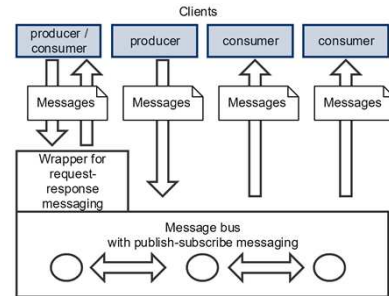 Clients
producer /
consumer
producer
consumer
consumer
Messages
Messages
Messages
Messages
Wrapper for
request-
response
messaging
Message bus
with publish-subscribe messaging